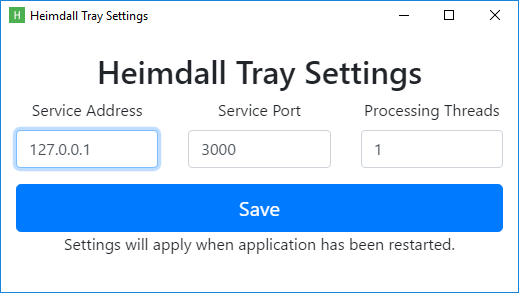 H Heimdall Tray Settings
Heimdall Tray Settings
Service Address Service Port Processing Threads
127.0.0.1 3000 1
Save
Settings will apply when application has been restarted.